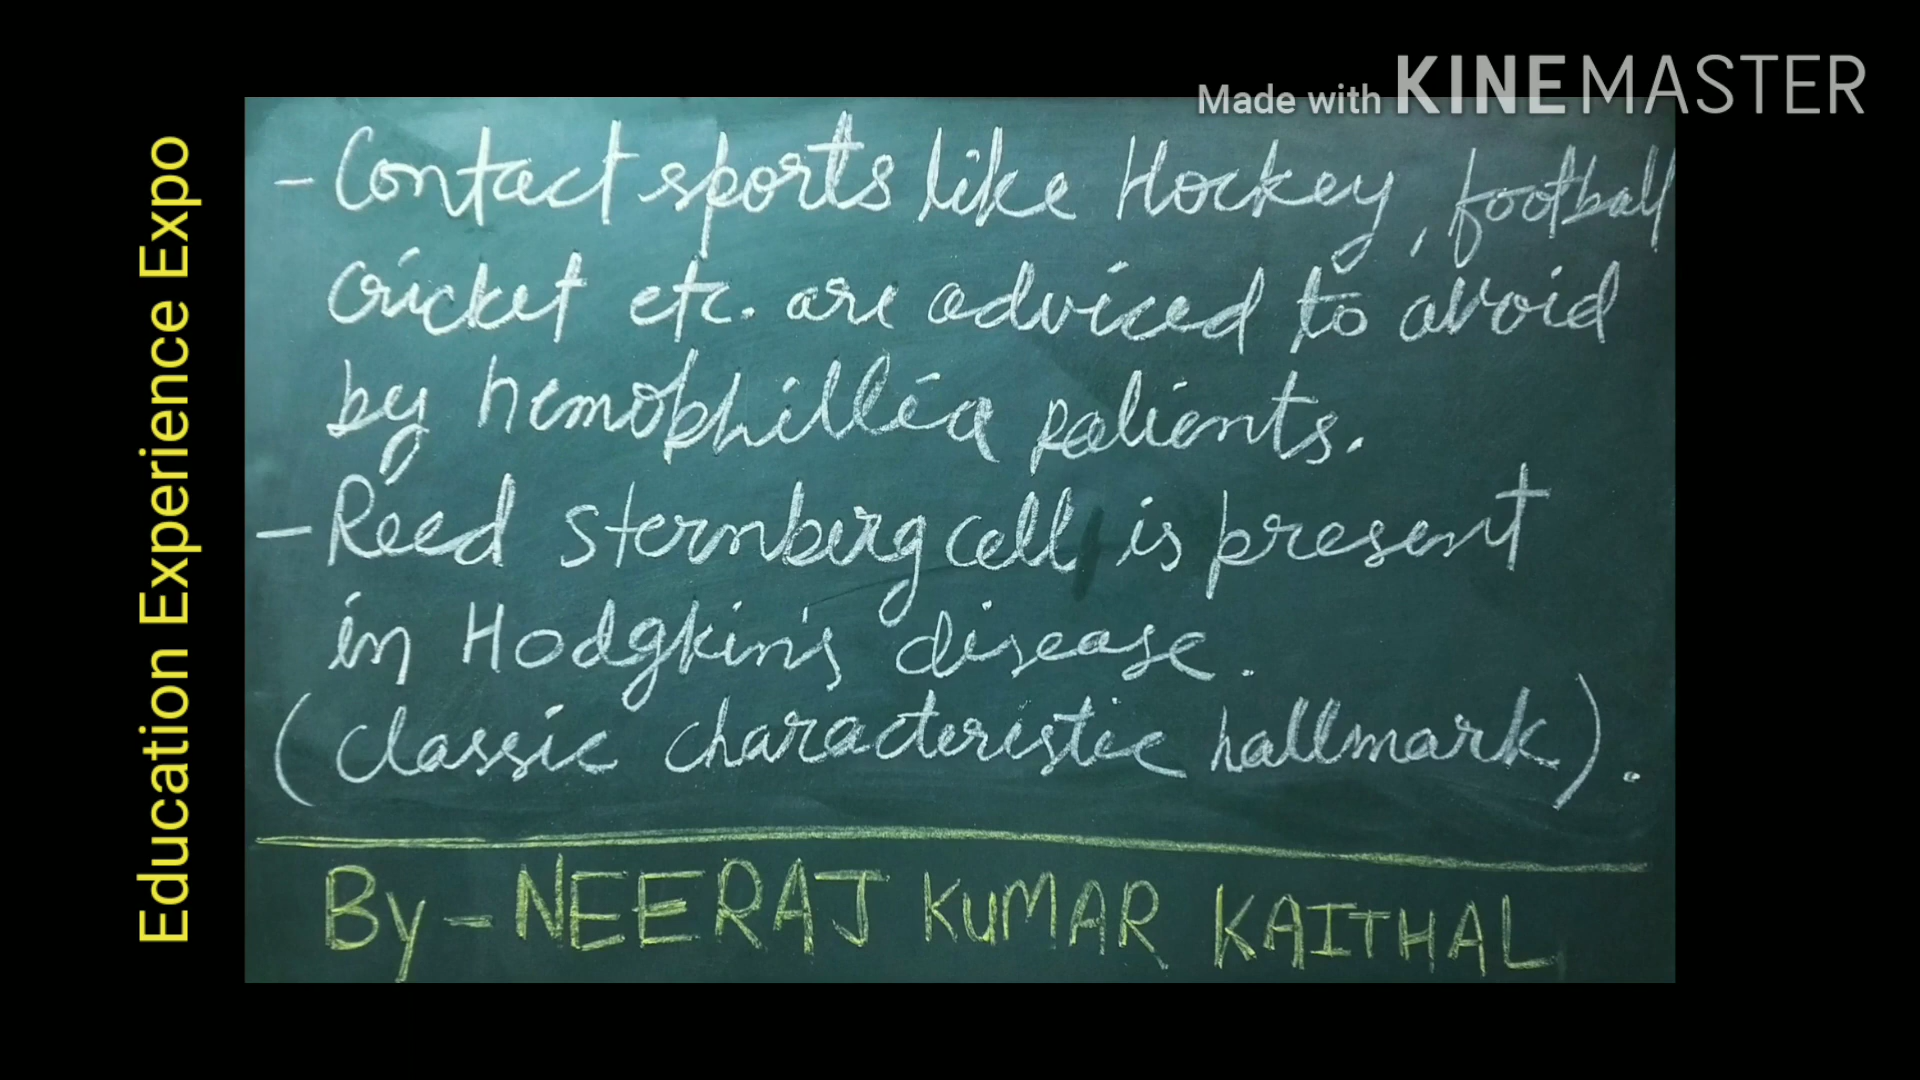 Made with KINEMASTER
Education Experience Expo
- Contact sports like Hockey, football
cricket etc. are adviced to avoid
by hemophillia patients.
- Reed sternberg cell is present
in Hodgkin's disease.
(classic characteristic hallmark).
By - NEERAJ KUMAR KAITHAL